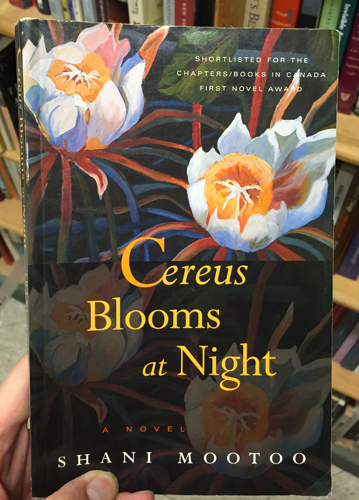 SHORTLISTED FOR THE
CHAPTERS/BOOKS IN CANADA
FIRST NOVEL AWARD
Cereus
Blooms
at Night
A NOVEL
SHANI MOOTOO